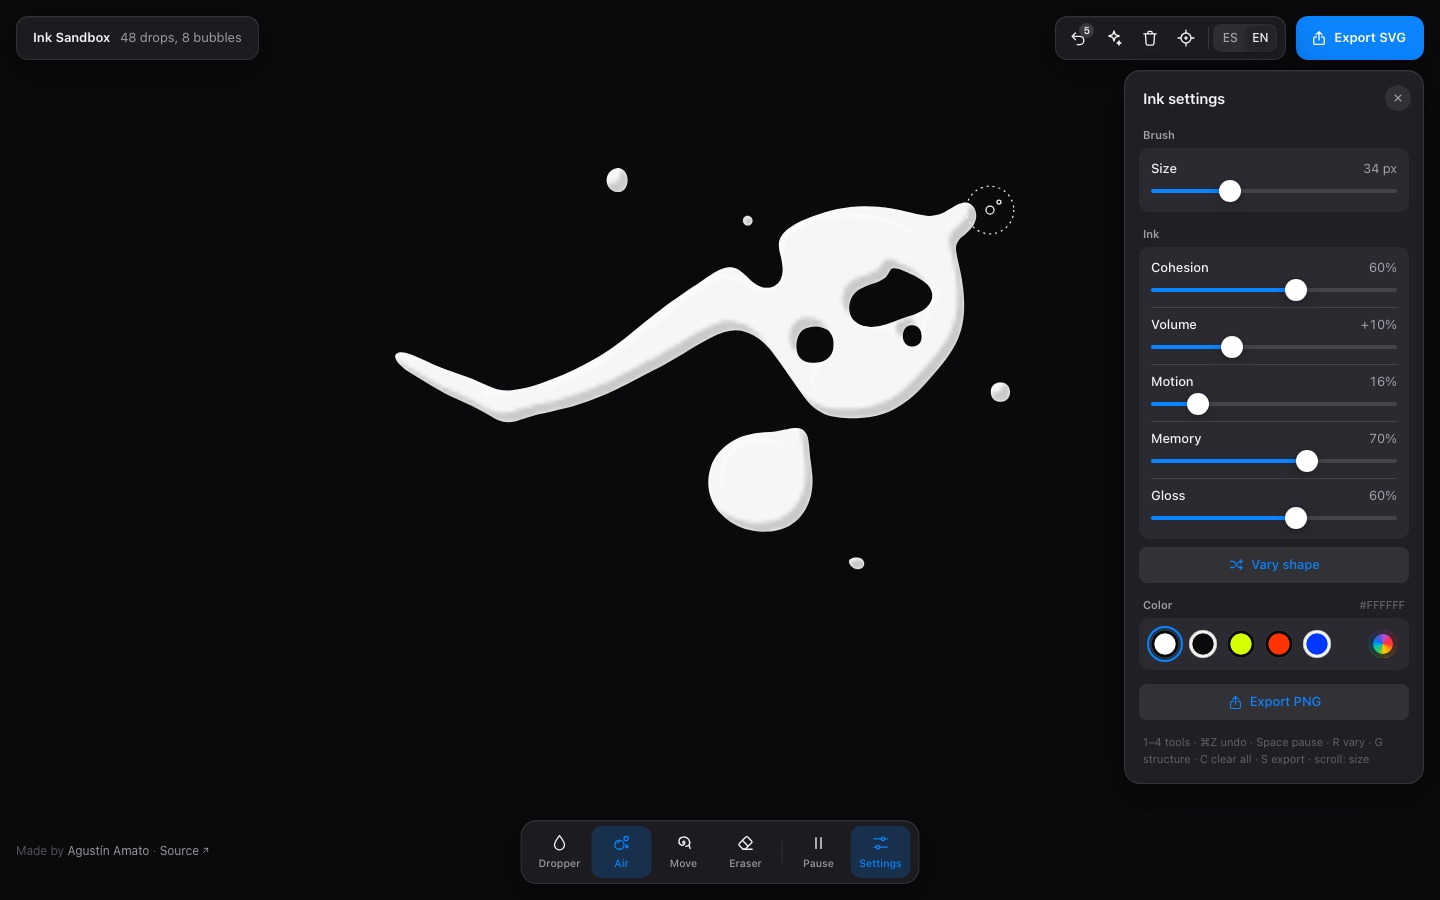 Ink Sandbox 48 drops, 8 bubbles
5
ES EN
Export SVG
Ink settings
Brush
Size 34 px
Ink
Cohesion 60%
Volume +10%
Motion 16%
Memory 70%
Gloss 60%
Vary shape
Color #FFFFFF
Export PNG
1–4 tools · ⌘Z undo · Space pause · R vary · G
structure · C clear all · S export · scroll: size
Made by Agustín Amato · Source ↗
Dropper Air Move Eraser Pause Settings